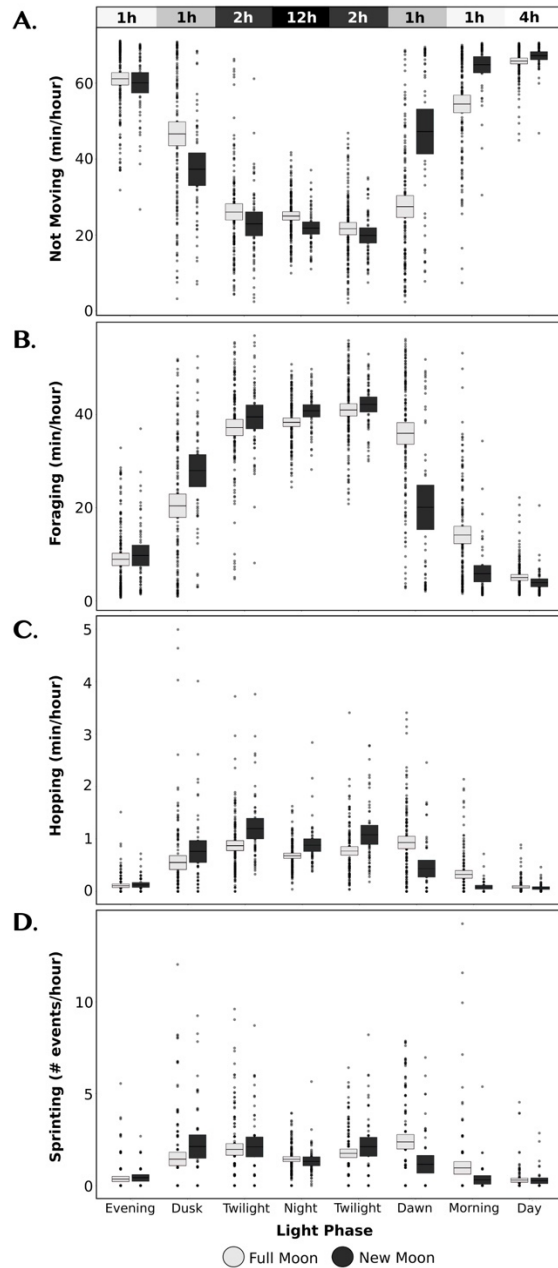 A.
1h 1h 2h 12h 2h 1h 1h 4h
Not Moving (min/hour)
60
40
20
0
B.
Foraging (min/hour)
40
20
0
C.
Hopping (min/hour)
5
4
3
2
1
0
D.
Sprinting (# events/hour)
10
5
0
Evening Dusk Twilight Night Twilight Dawn Morning Day
Light Phase
Full Moon New Moon